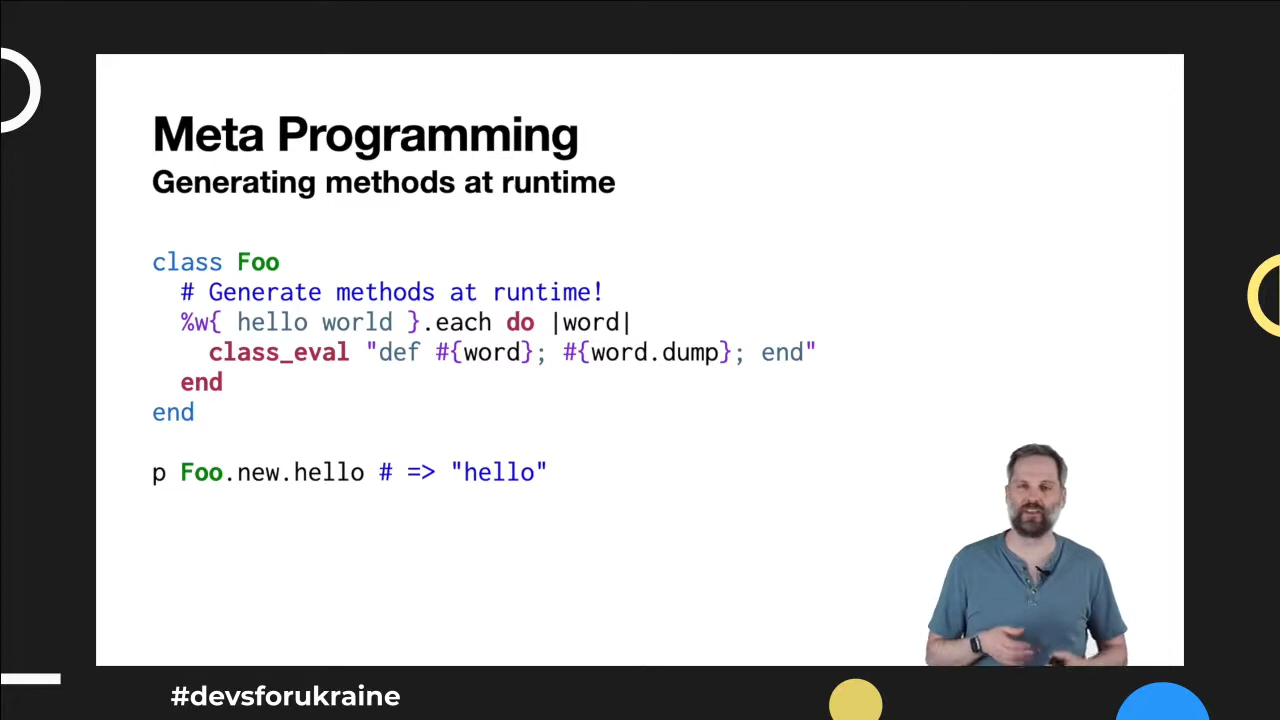 Meta Programming
Generating methods at runtime
class Foo
  # Generate methods at runtime!
  %w{ hello world }.each do |word|
    class_eval "def #{word}; #{word.dump}; end"
  end
end
p Foo.new.hello # => "hello"
#devsforukraine